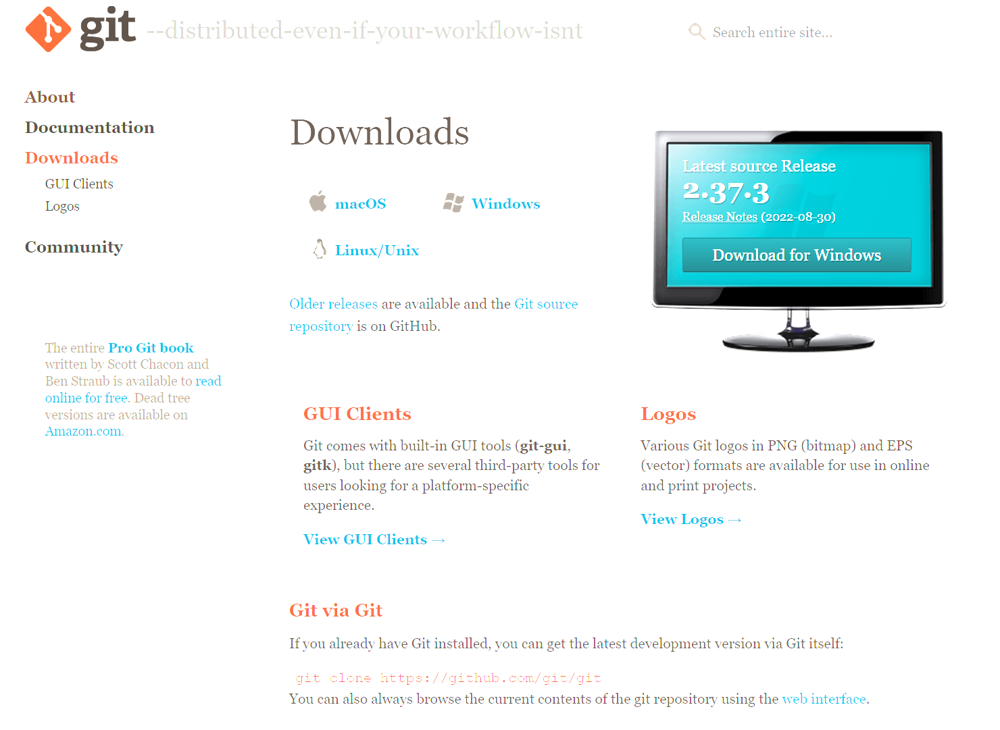 git --distributed-even-if-your-workflow-isnt
Search entire site...
About
Documentation
Downloads
GUI Clients
Logos
Community
The entire Pro Git book
written by Scott Chacon and
Ben Straub is available to read
online for free. Dead tree
versions are available on
Amazon.com.
Downloads
macOS
Windows
Linux/Unix
Older releases are available and the Git source
repository is on GitHub.
Latest source Release
2.37.3
Release Notes (2022-08-30)
Download for Windows
GUI Clients
Git comes with built-in GUI tools (git-gui,
gitk), but there are several third-party tools for
users looking for a platform-specific
experience.
View GUI Clients →
Logos
Various Git logos in PNG (bitmap) and EPS
(vector) formats are available for use in online
and print projects.
View Logos →
Git via Git
If you already have Git installed, you can get the latest development version via Git itself:
git clone https://github.com/git/git
You can also always browse the current contents of the git repository using the web interface.